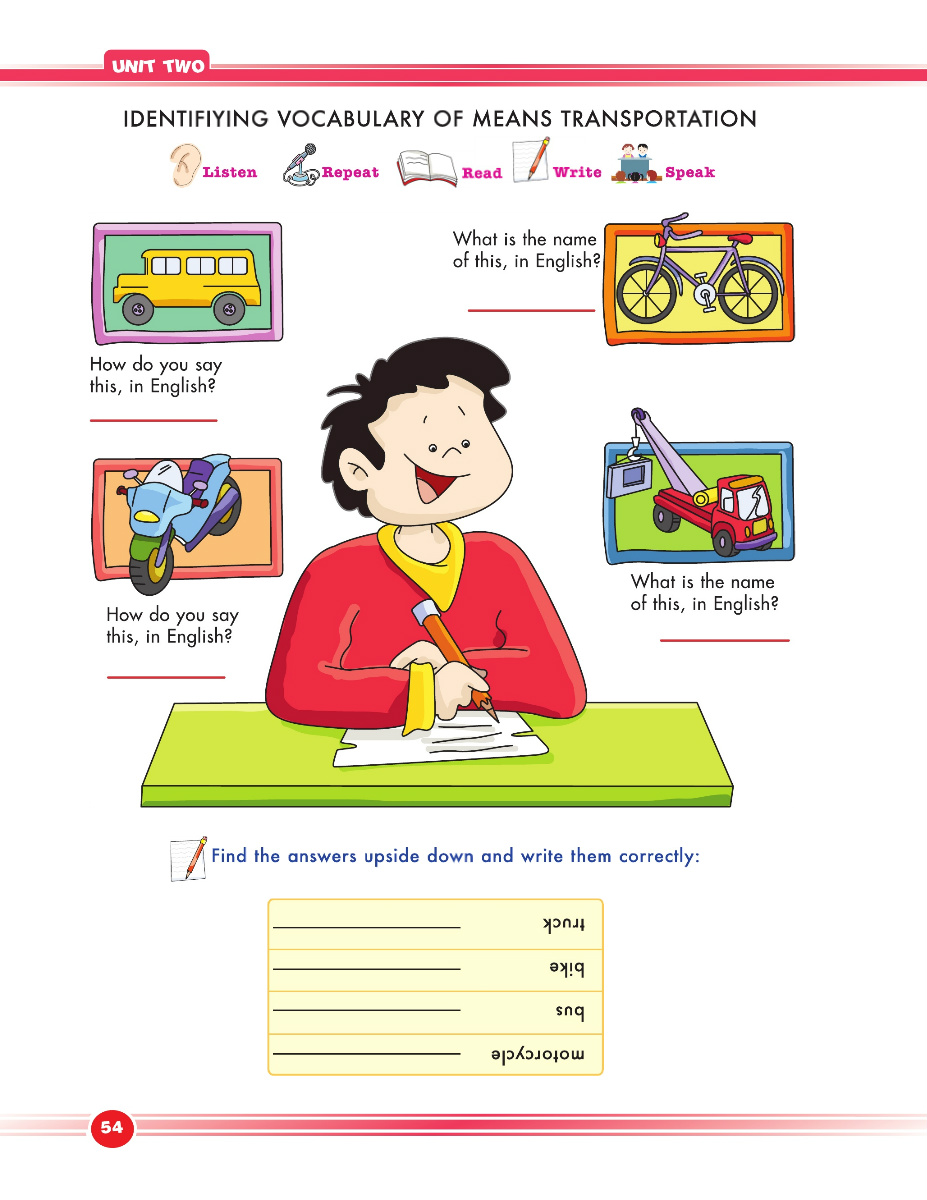 UNIT TWO
IDENTIFIYING VOCABULARY OF MEANS TRANSPORTATION
Listen Repeat Read Write Speak
What is the name
of this, in English?
How do you say
this, in English?
What is the name
of this, in English?
How do you say
this, in English?
Find the answers upside down and write them correctly:
truck
bike
bus
motorcycle
54